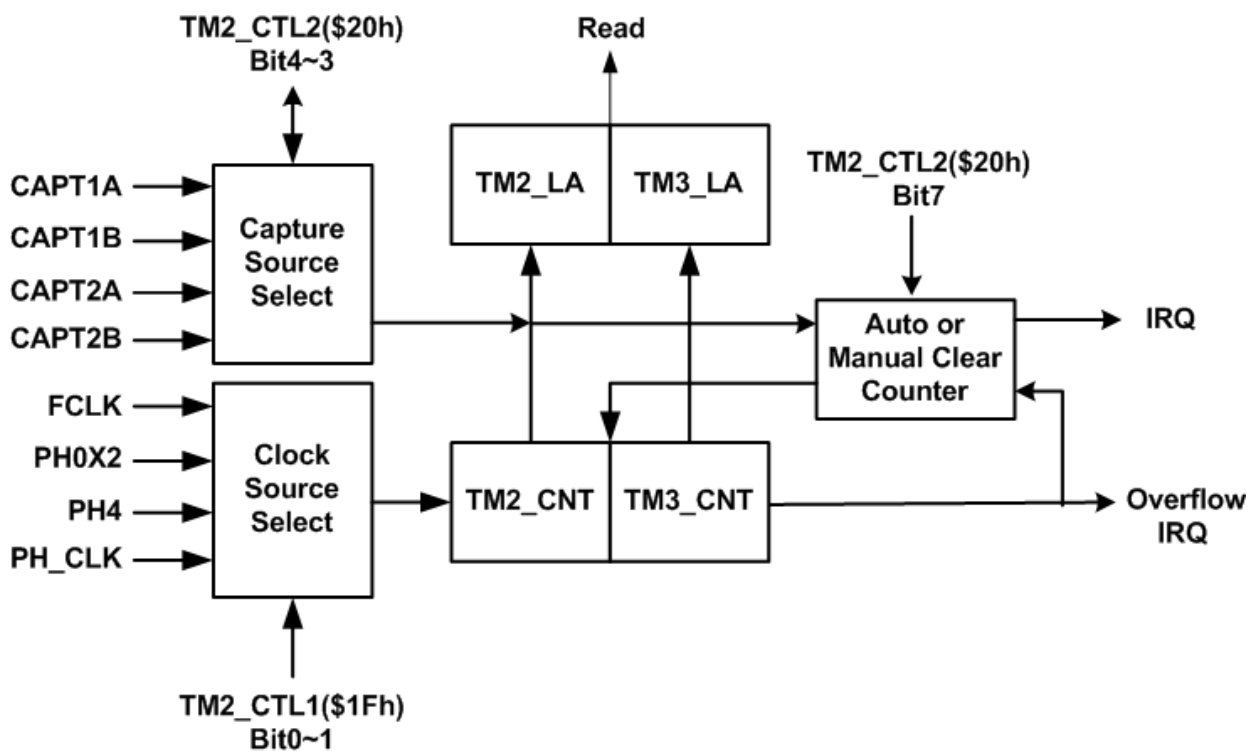 TM2_CTL2($20h)
Bit4~3
Read
CAPT1A
CAPT1B
CAPT2A
CAPT2B
Capture
Source
Select
TM2_LA
TM3_LA
TM2_CTL2($20h)
Bit7
Auto or
Manual Clear
Counter
IRQ
FCLK
PH0X2
PH4
PH_CLK
Clock
Source
Select
TM2_CNT
TM3_CNT
Overflow
IRQ
TM2_CTL1($1Fh)
Bit0~1